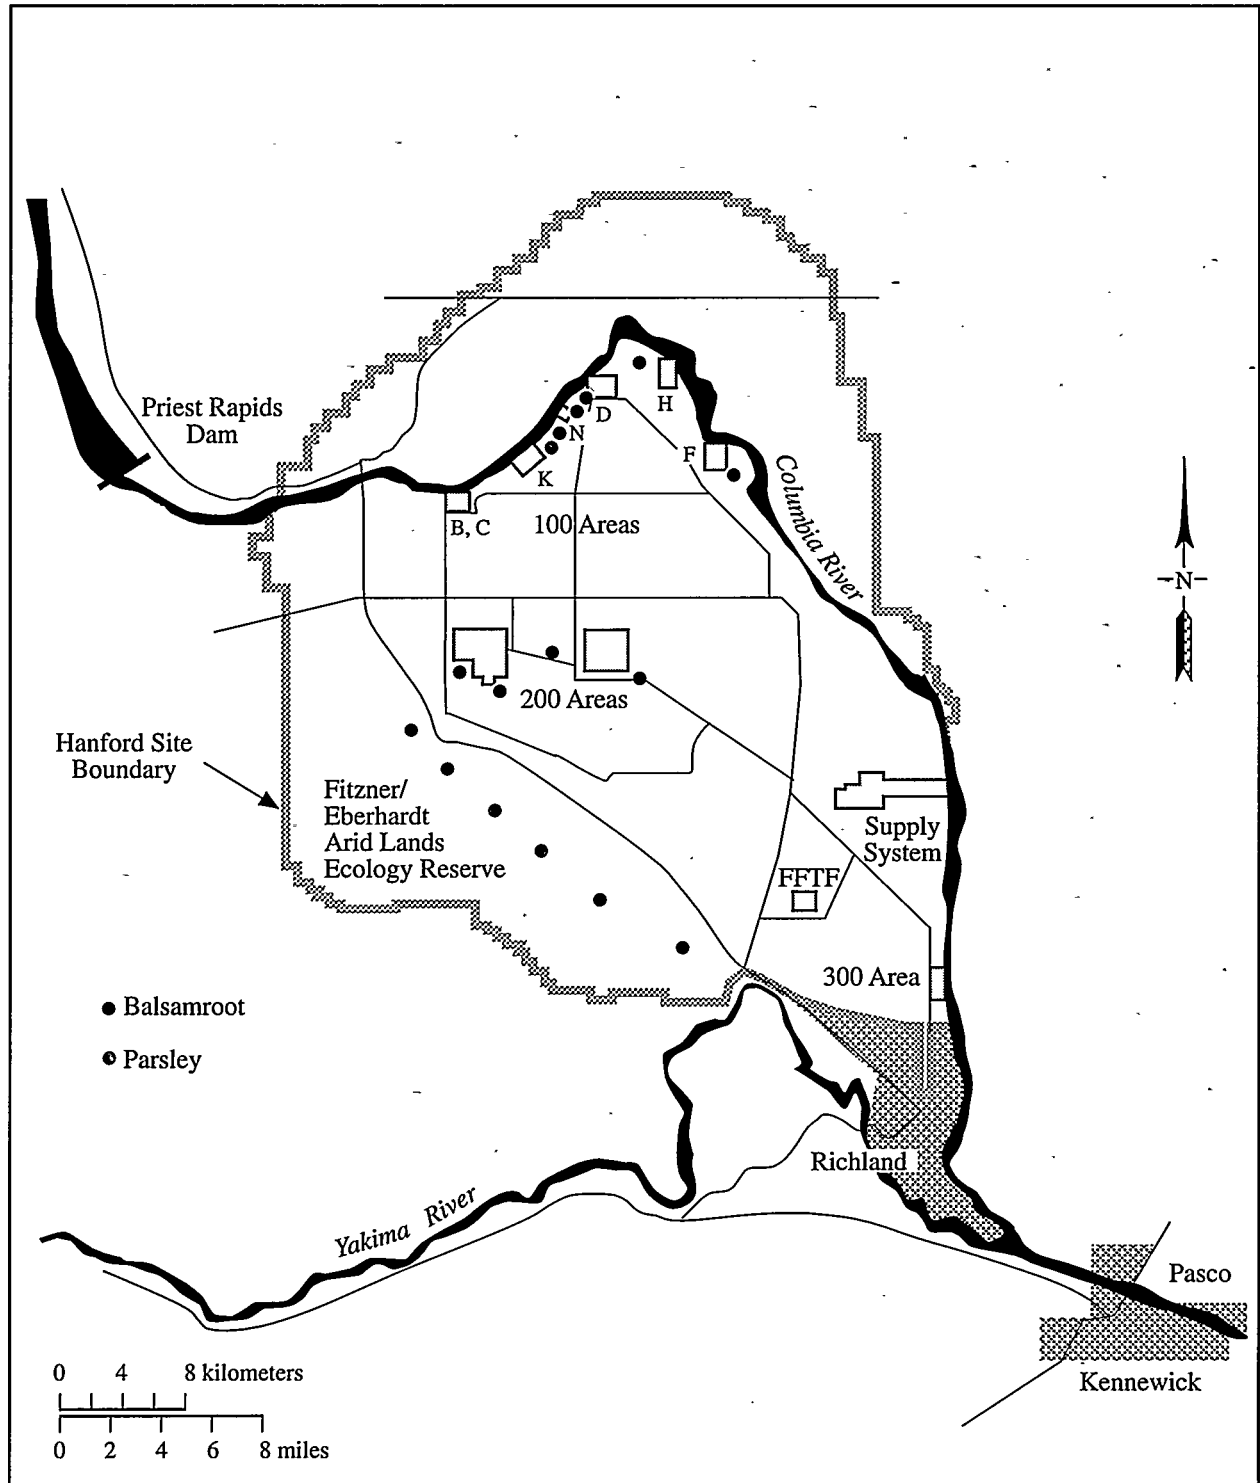 Priest Rapids
Dam
D
H
N
F
K
B, C
100 Areas
Columbia River
N
200 Areas
Hanford Site
Boundary
Fitzner/
Eberhardt
Arid Lands
Ecology Reserve
Supply
System
FFTF
300 Area
Balsamroot
Parsley
Richland
Yakima River
Pasco
Kennewick
0 4 8 kilometers
0 2 4 6 8 miles